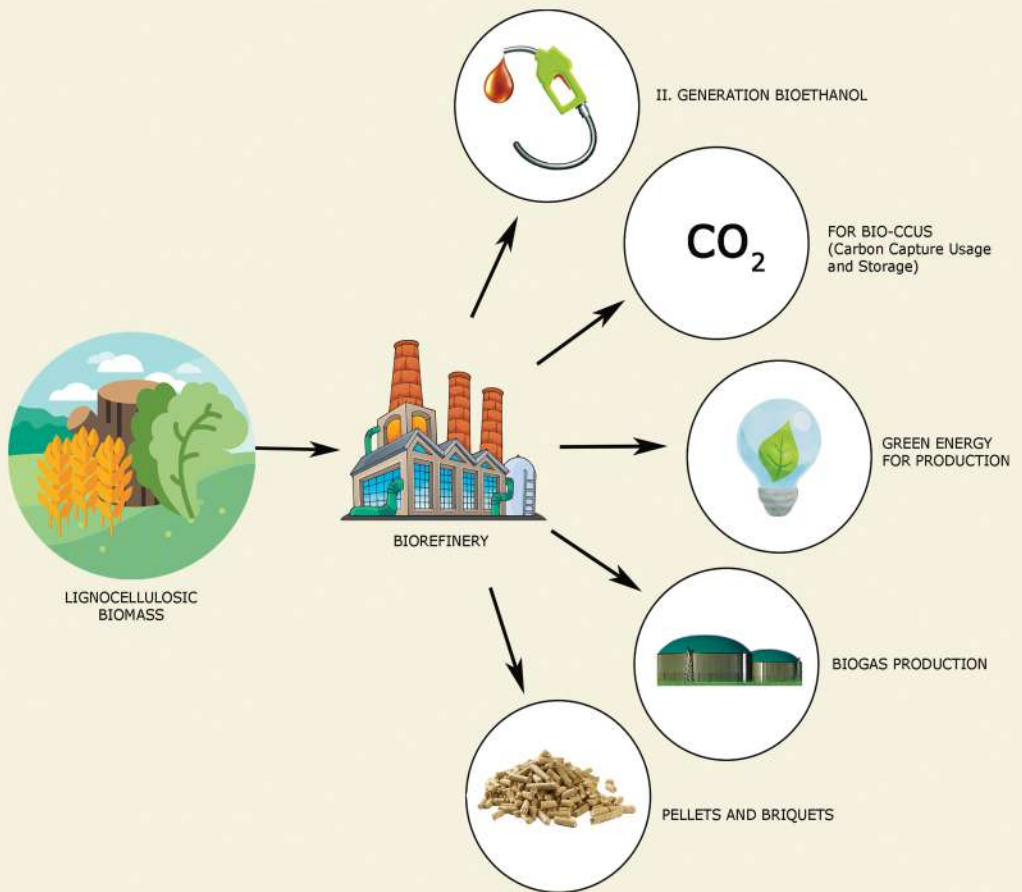 II. GENERATION BIOETHANOL
CO₂
FOR BIO-CCUS
(Carbon Capture Usage
and Storage)
GREEN ENERGY
FOR PRODUCTION
BIOREFINERY
LIGNOCELLULOSIC
BIOMASS
BIOGAS PRODUCTION
PELLETS AND BRIQUETS